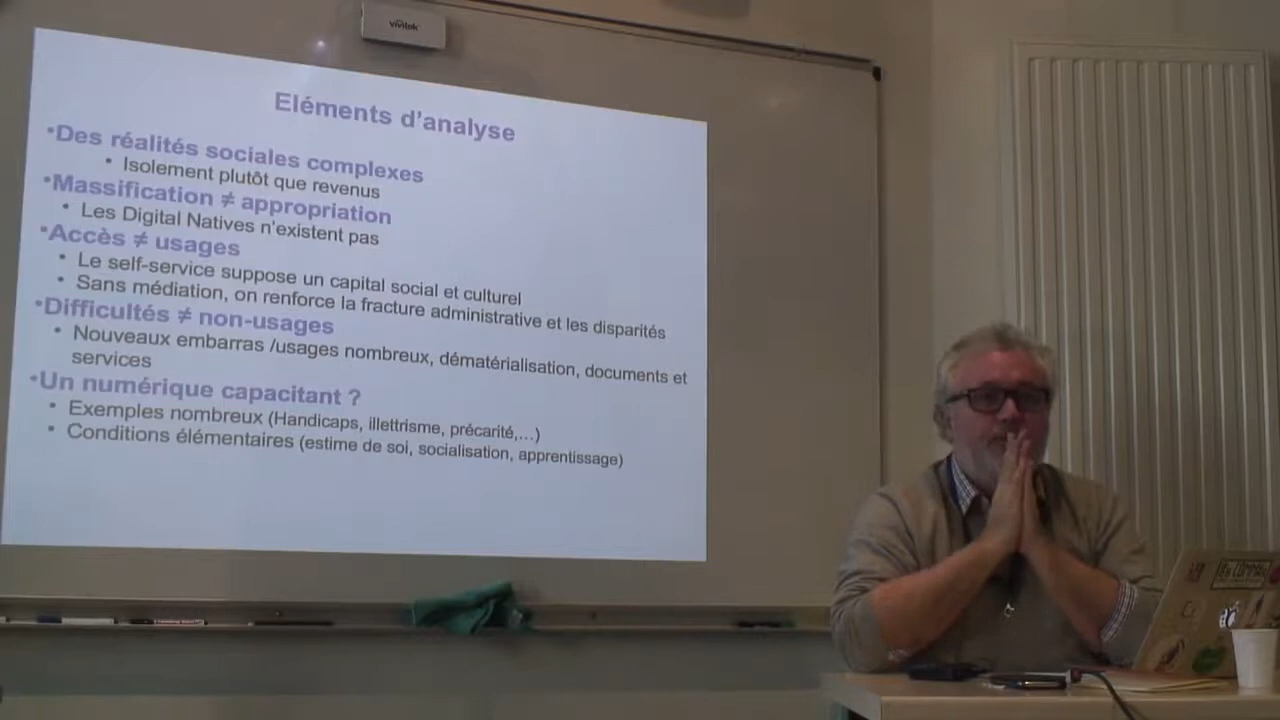 vivitek
Eléments d'analyse
•Des réalités sociales complexes
• Isolement plutôt que revenus
•Massification ≠ appropriation
• Les Digital Natives n'existent pas
•Accès ≠ usages
• Le self-service suppose un capital social et culturel
• Sans médiation, on renforce la fracture administrative et les disparités
•Difficultés ≠ non-usages
• Nouveaux embarras /usages nombreux, dématérialisation, documents et
services
•Un numérique capacitant ?
• Exemples nombreux (Handicaps, illettrisme, précarité,...)
• Conditions élémentaires (estime de soi, socialisation, apprentissage)